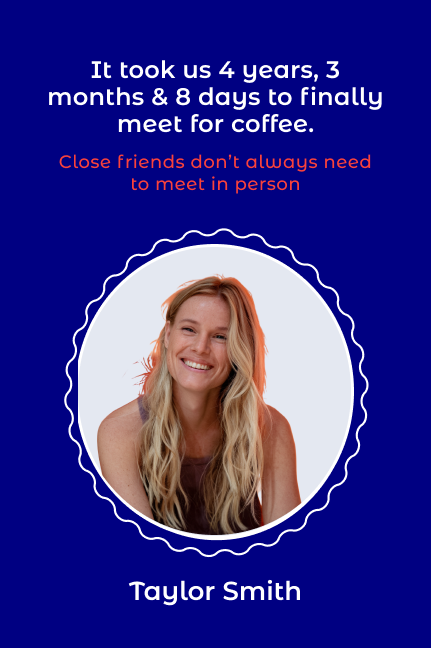 It took us 4 years, 3
months & 8 days to finally
meet for coffee.
Close friends don’t always need
to meet in person
Taylor Smith